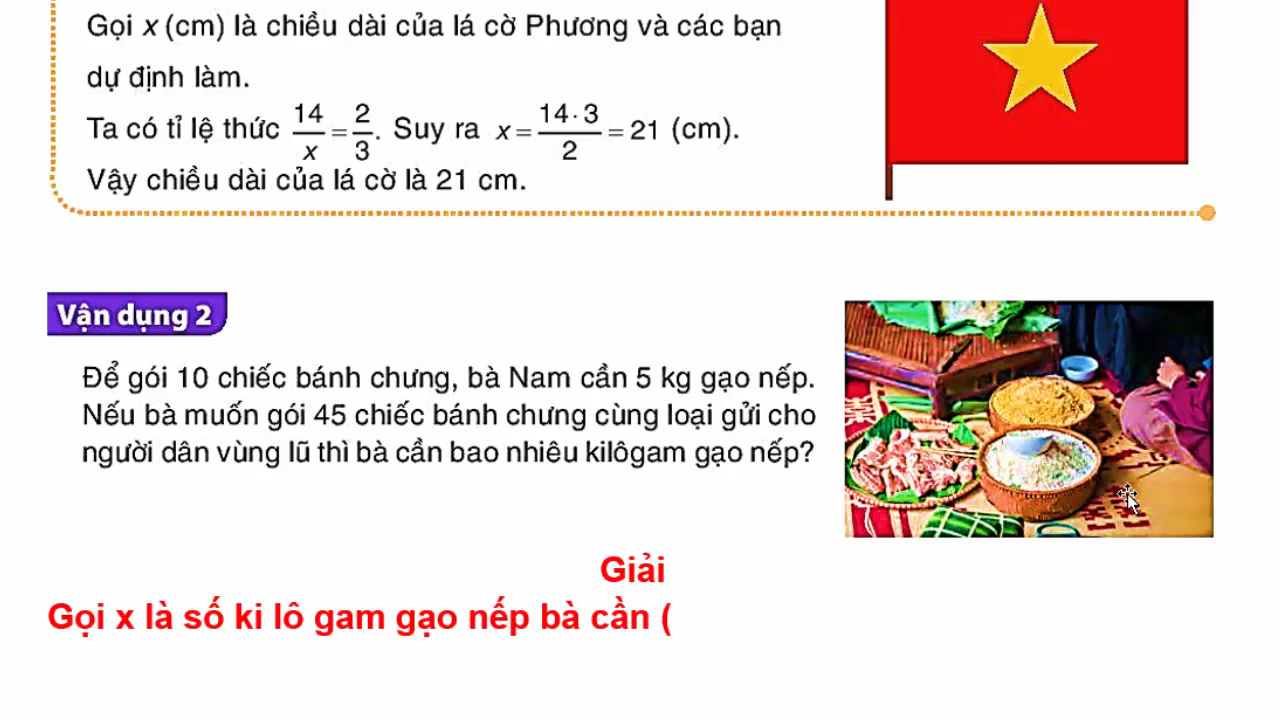 Gọi x (cm) là chiều dài của lá cờ Phương và các bạn
dự định làm.
Ta có tỉ lệ thức 14/x = 2/3. Suy ra x = 14·3/2 = 21 (cm).
Vậy chiều dài của lá cờ là 21 cm.
Vận dụng 2
Để gói 10 chiếc bánh chưng, bà Nam cần 5 kg gạo nếp.
Nếu bà muốn gói 45 chiếc bánh chưng cùng loại gửi cho
người dân vùng lũ thì bà cần bao nhiêu kilôgam gạo nếp?
Giải
Gọi x là số ki lô gam gạo nếp bà cần (